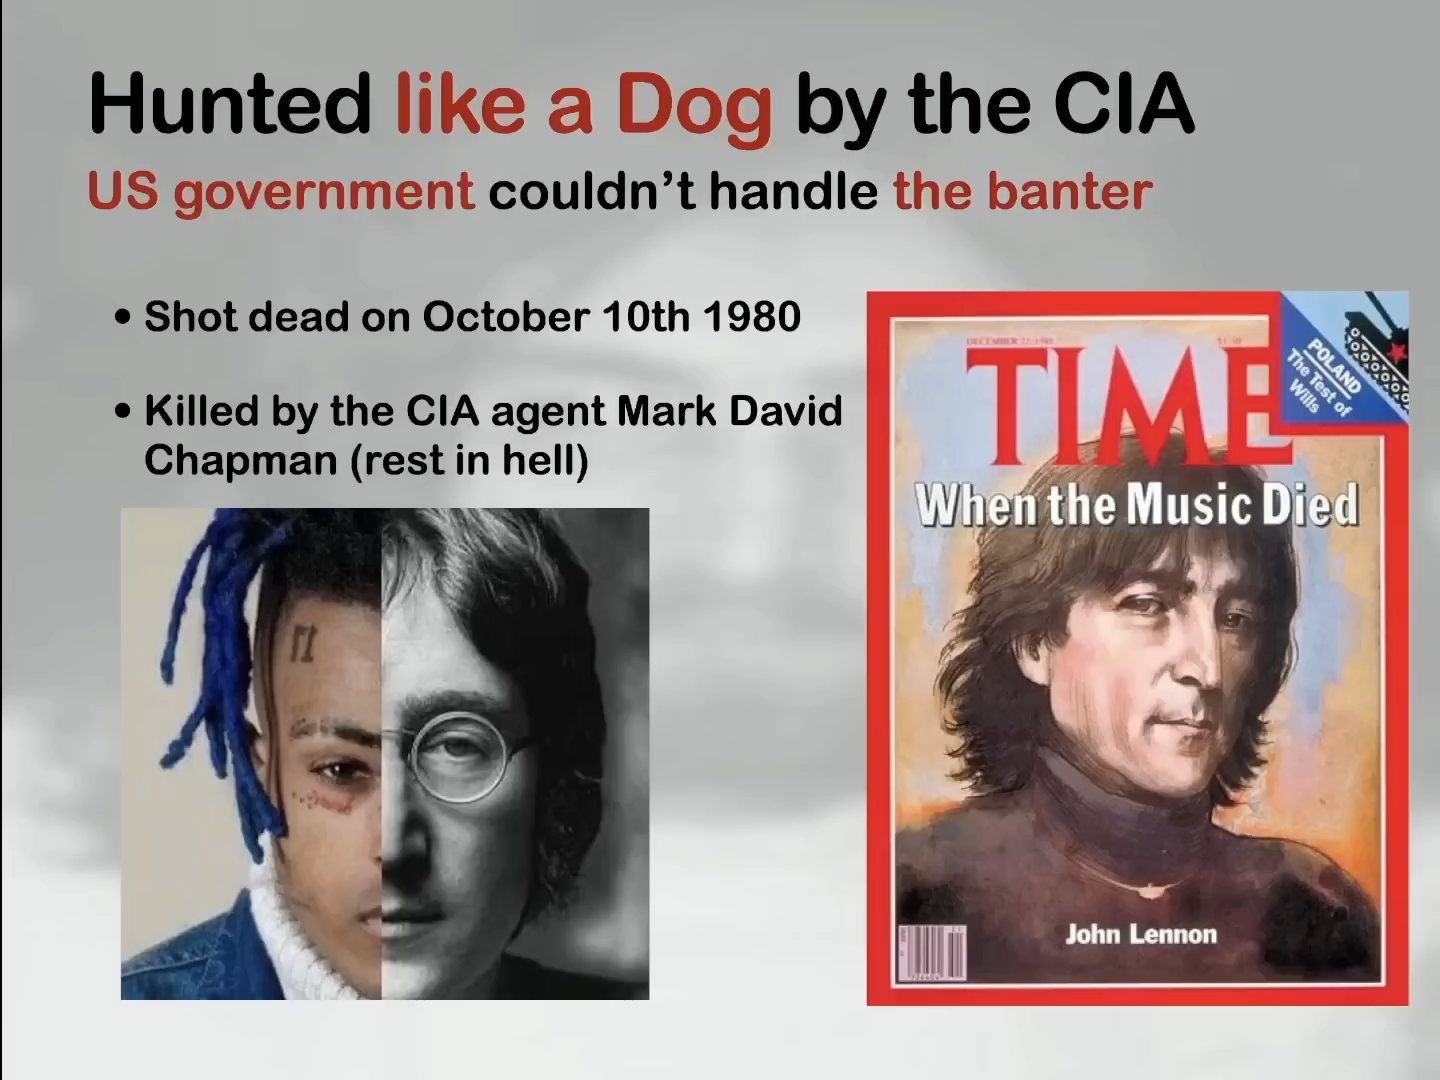 Hunted like a Dog by the CIA
US government couldn’t handle the banter
• Shot dead on October 10th 1980
• Killed by the CIA agent Mark David
Chapman (rest in hell)
TIME
POLAND
The Test of
Wills
When the Music Died
John Lennon